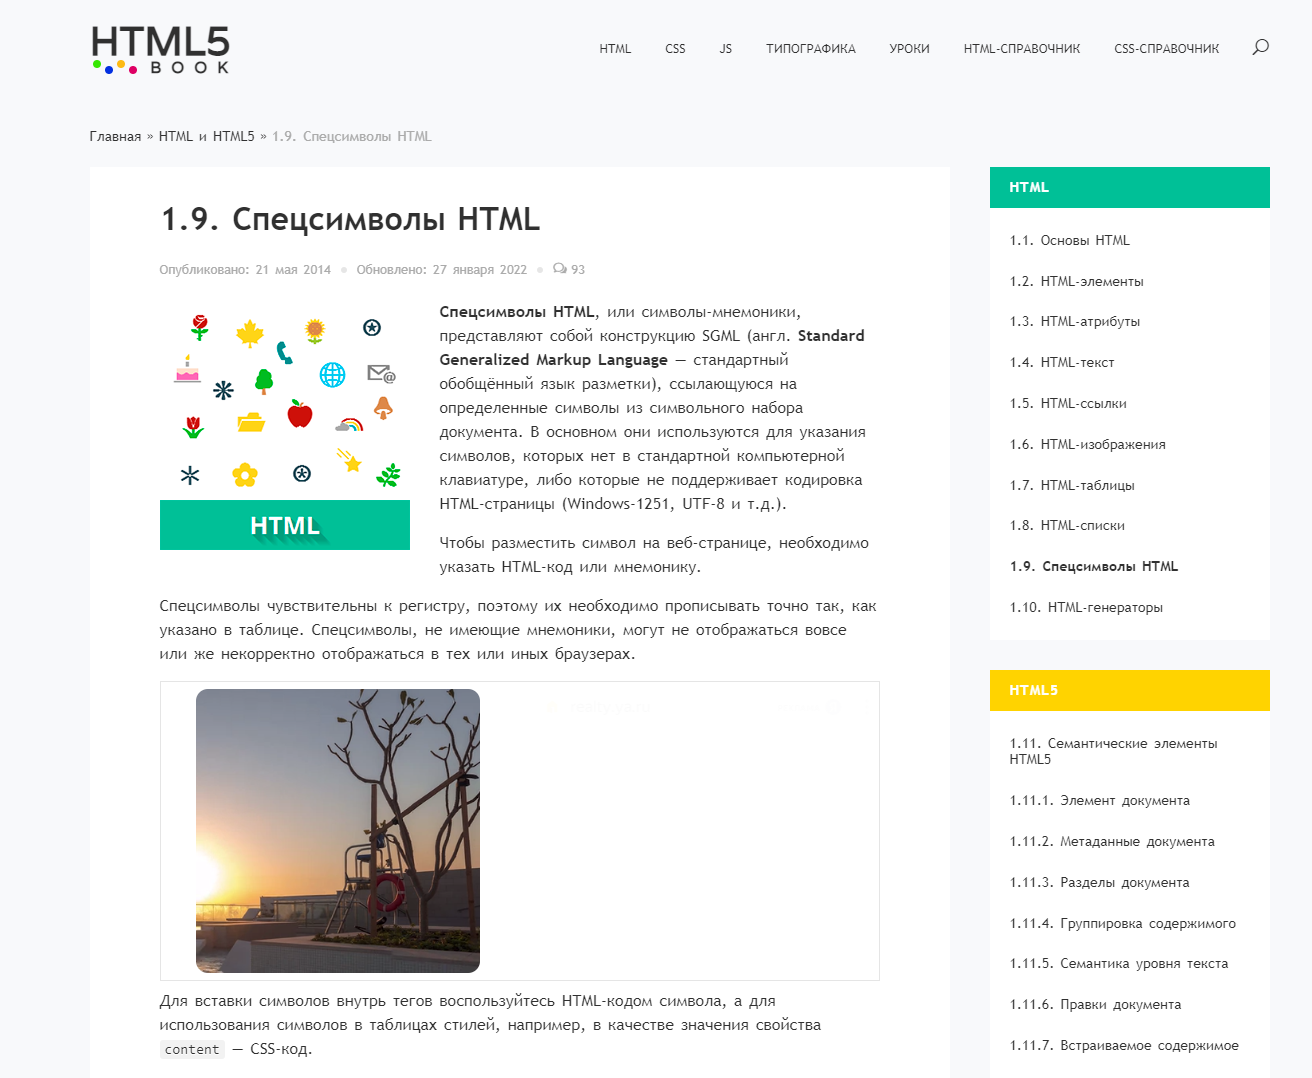 HTML5
BOOK
HTML CSS JS ТИПОГРАФИКА УРОКИ HTML-СПРАВОЧНИК CSS-СПРАВОЧНИК
Главная » HTML и HTML5 » 1.9. Спецсимволы HTML
1.9. Спецсимволы HTML
Опубликовано: 21 мая 2014 Обновлено: 27 января 2022 93
HTML
Спецсимволы HTML, или символы-мнемоники,
представляют собой конструкцию SGML (англ. Standard
Generalized Markup Language — стандартный
обобщённый язык разметки), ссылающуюся на
определенные символы из символьного набора
документа. В основном они используются для указания
символов, которых нет в стандартной компьютерной
клавиатуре, либо которые не поддерживает кодировка
HTML-страницы (Windows-1251, UTF-8 и т.д.).
Чтобы разместить символ на веб-странице, необходимо
указать HTML-код или мнемонику.
Спецсимволы чувствительны к регистру, поэтому их необходимо прописывать точно так, как
указано в таблице. Спецсимволы, не имеющие мнемоники, могут не отображаться вовсе
или же некорректно отображаться в тех или иных браузерах.
Для вставки символов внутрь тегов воспользуйтесь HTML-кодом символа, а для
использования символов в таблицах стилей, например, в качестве значения свойства
content — CSS-код.
HTML
1.1. Основы HTML
1.2. HTML-элементы
1.3. HTML-атрибуты
1.4. HTML-текст
1.5. HTML-ссылки
1.6. HTML-изображения
1.7. HTML-таблицы
1.8. HTML-списки
1.9. Спецсимволы HTML
1.10. HTML-генераторы
HTML5
1.11. Семантические элементы
HTML5
1.11.1. Элемент документа
1.11.2. Метаданные документа
1.11.3. Разделы документа
1.11.4. Группировка содержимого
1.11.5. Семантика уровня текста
1.11.6. Правки документа
1.11.7. Встраиваемое содержимое